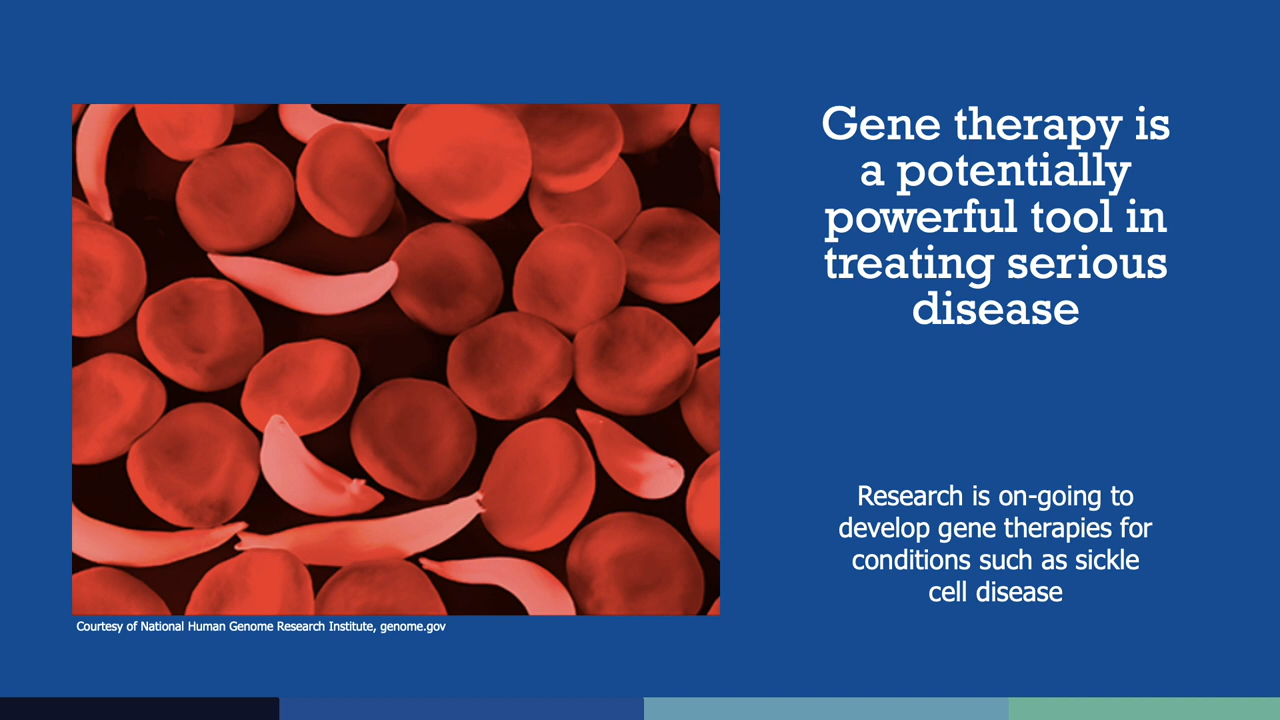 Gene therapy is
a potentially
powerful tool in
treating serious
disease
Research is on-going to
develop gene therapies for
conditions such as sickle
cell disease
Courtesy of National Human Genome Research Institute, genome.gov